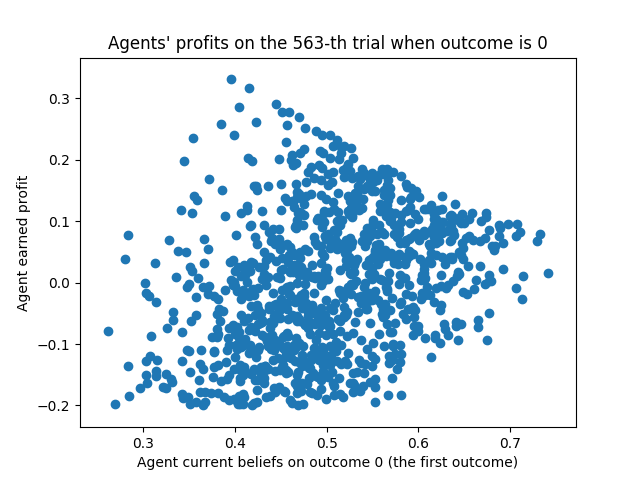 Agents' profits on the 563-th trial when outcome is 0
0.3
0.2
0.1
0.0
−0.1
−0.2
Agent earned profit
0.3 0.4 0.5 0.6 0.7
Agent current beliefs on outcome 0 (the first outcome)